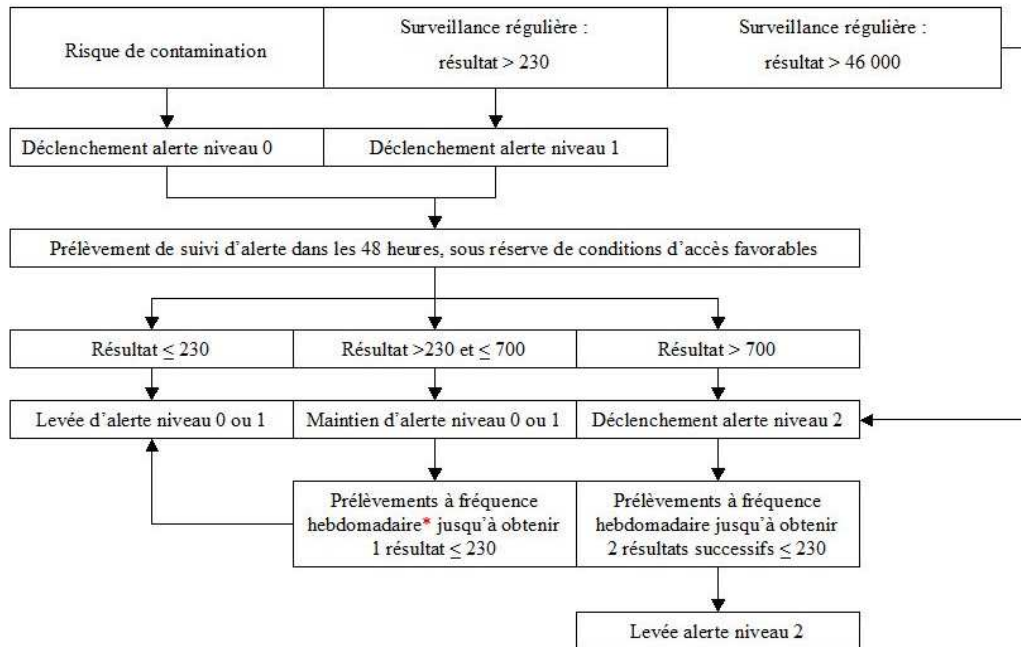 Risque de contamination
Surveillance régulière :
résultat > 230
Surveillance régulière :
résultat > 46 000
Déclenchement alerte niveau 0
Déclenchement alerte niveau 1
Prélèvement de suivi d'alerte dans les 48 heures, sous réserve de conditions d'accès favorables
Résultat ≤ 230
Résultat >230 et ≤ 700
Résultat > 700
Levée d'alerte niveau 0 ou 1
Maintien d'alerte niveau 0 ou 1
Déclenchement alerte niveau 2
Prélèvements à fréquence
hebdomadaire* jusqu'à obtenir
1 résultat ≤ 230
Prélèvements à fréquence
hebdomadaire jusqu'à obtenir
2 résultats successifs ≤ 230
Levée alerte niveau 2